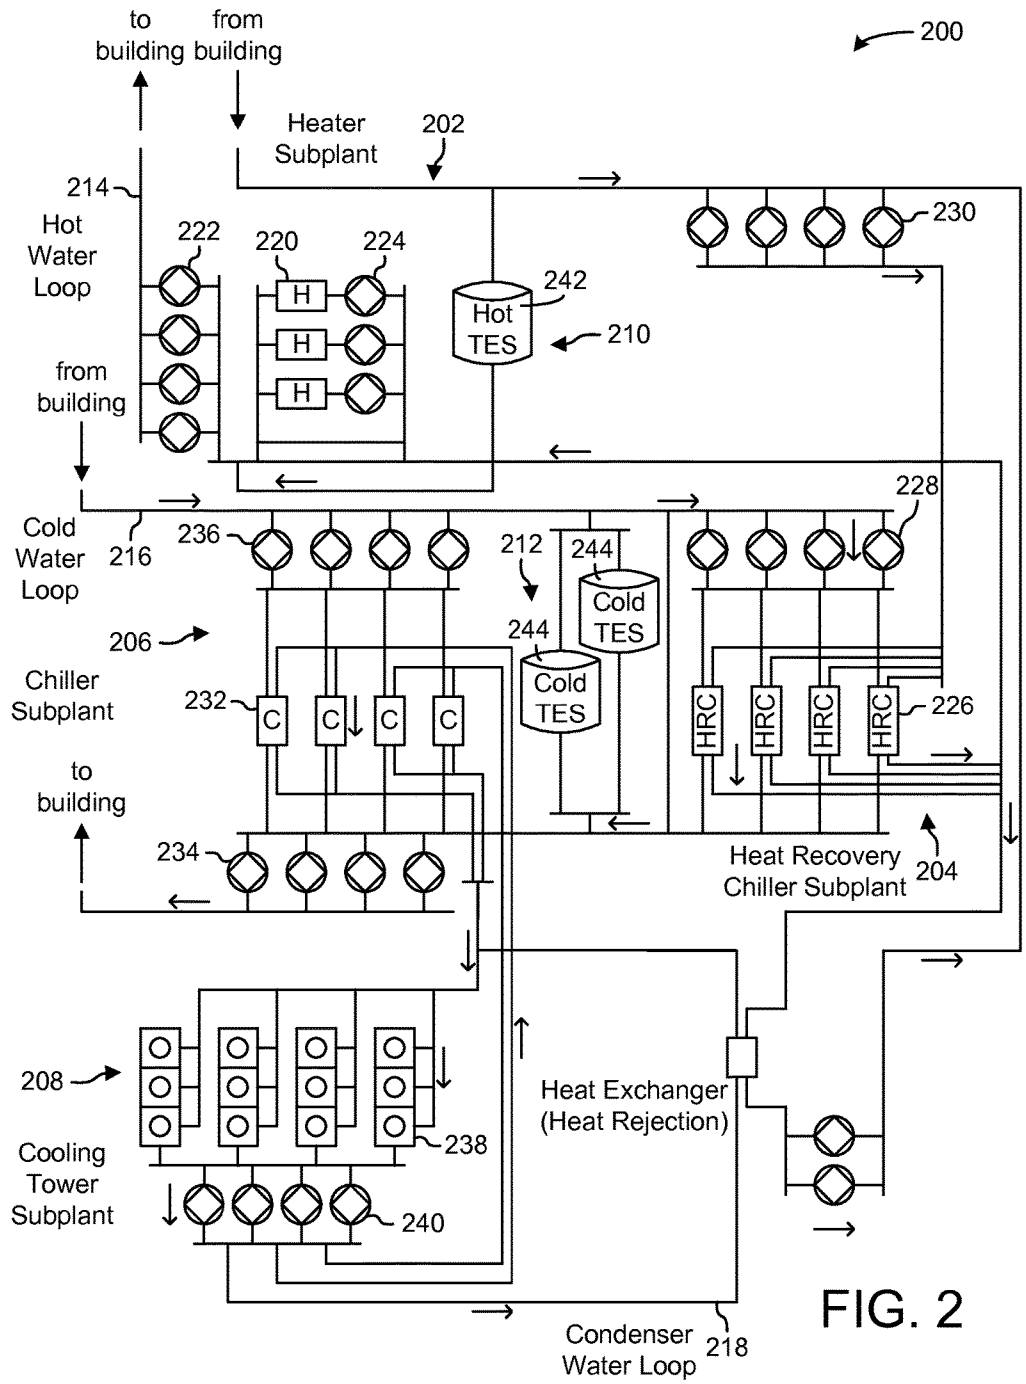 to
building
from
building
200
Heater
Subplant
202
214
Hot
Water
Loop
222
220
224
230
H
H
H
Hot
TES
242
210
from
building
Cold
Water
Loop
216
236
212
244
228
Cold
TES
244
Cold
TES
206
Chiller
Subplant
232
C
C
C
C
HRC
HRC
HRC
HRC
226
to
building
234
Heat Recovery
Chiller Subplant
204
208
Heat Exchanger
(Heat Rejection)
238
Cooling
Tower
Subplant
240
Condenser
Water Loop
218
FIG. 2